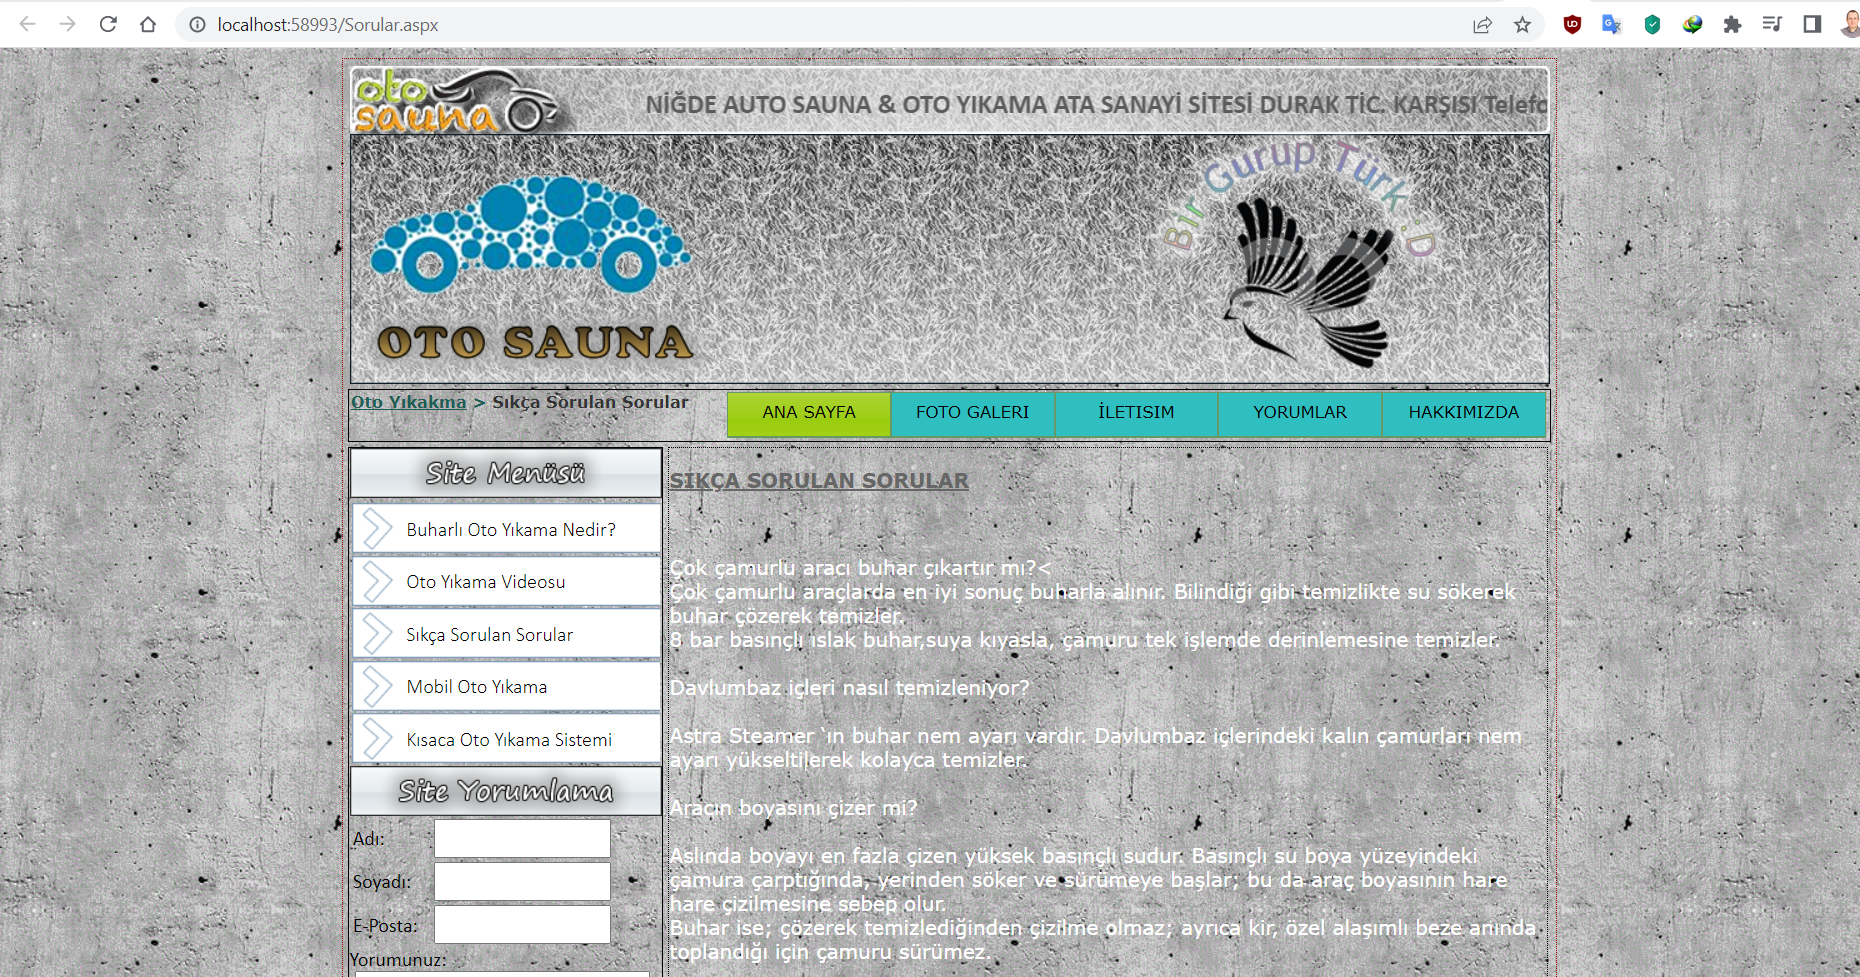 localhost:58993/Sorular.aspx
oto
sauna
NİĞDE AUTO SAUNA & OTO YIKAMA ATA SANAYİ SİTESİ DURAK TİC. KARŞISI Telefo
Bir Gurup Türk :D
OTO SAUNA
Oto Yıkakma > Sıkça Sorulan Sorular
ANA SAYFA
FOTO GALERI
İLETISIM
YORUMLAR
HAKKIMIZDA
Site Menüsü
Buharlı Oto Yıkama Nedir?
Oto Yıkama Videosu
Sıkça Sorulan Sorular
Mobil Oto Yıkama
Kısaca Oto Yıkama Sistemi
Site Yorumlama
Adı:
Soyadı:
E-Posta:
Yorumunuz:
SIKÇA SORULAN SORULAR
Çok çamurlu aracı buhar çıkartır mı?<
Çok çamurlu araçlarda en iyi sonuç buharla alınır. Bilindiği gibi temizlikte su sökerek
buhar çözerek temizler.
8 bar basınçlı ıslak buhar,suya kıyasla, çamuru tek işlemde derinlemesine temizler.
Davlumbaz içleri nasıl temizleniyor?
Astra Steamer `ın buhar nem ayarı vardır. Davlumbaz içlerindeki kalın çamurları nem
ayarı yükseltilerek kolayca temizler.
Araçın boyasını çizer mi?
Aslında boyayı en fazla çizen yüksek basınçlı sudur. Basınçlı su boya yüzeyindeki
çamura çarptığında, yerinden söker ve sürümeye başlar; bu da araç boyasının hare
hare çizilmesine sebep olur.
Buhar ise; çözerek temizlediğinden çizilme olmaz; ayrıca kir, özel alaşımlı beze anında
toplandığı için çamuru sürümez.